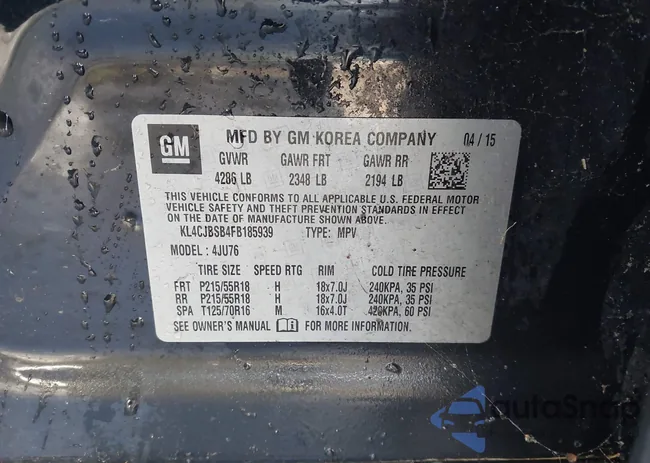 GM
MFD BY GM KOREA COMPANY 04 / 15
GVWR GAWR FRT GAWR RR
4286 LB 2348 LB 2194 LB
THIS VEHICLE CONFORMS TO ALL APPLICABLE U.S. FEDERAL MOTOR
VEHICLE SAFETY AND THEFT PREVENTION STANDARDS IN EFFECT
ON THE DATE OF MANUFACTURE SHOWN ABOVE.
KL4CJBSB4FB185939 TYPE: MPV
MODEL : 4JU76
TIRE SIZE SPEED RTG RIM COLD TIRE PRESSURE
FRT P215/55R18 H 18x7.0J 240KPA, 35 PSI
RR P215/55R18 H 18x7.0J 240KPA, 35 PSI
SPA T125/70R16 M 16x4.0T 420KPA, 60 PSI
SEE OWNER'S MANUAL FOR MORE INFORMATION.
autoSnap